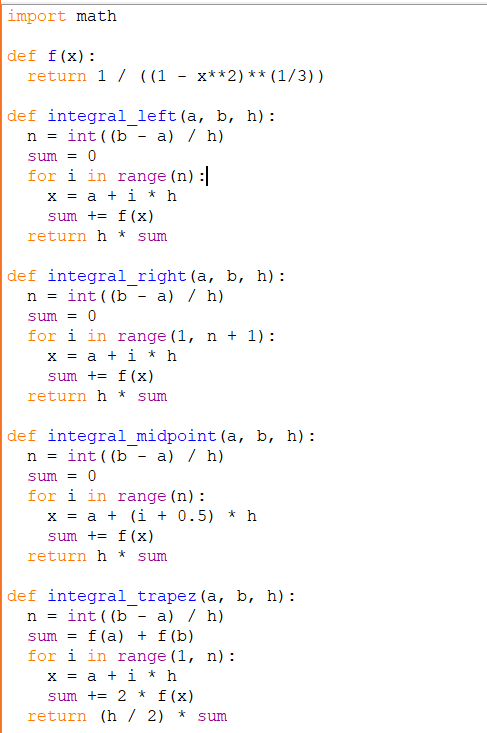 import math

def f(x):
  return 1 / ((1 - x**2)**(1/3))

def integral_left(a, b, h):
  n = int((b - a) / h)
  sum = 0
  for i in range(n):
    x = a + i * h
    sum += f(x)
  return h * sum

def integral_right(a, b, h):
  n = int((b - a) / h)
  sum = 0
  for i in range(1, n + 1):
    x = a + i * h
    sum += f(x)
  return h * sum

def integral_midpoint(a, b, h):
  n = int((b - a) / h)
  sum = 0
  for i in range(n):
    x = a + (i + 0.5) * h
    sum += f(x)
  return h * sum

def integral_trapez(a, b, h):
  n = int((b - a) / h)
  sum = f(a) + f(b)
  for i in range(1, n):
    x = a + i * h
    sum += 2 * f(x)
  return (h / 2) * sum